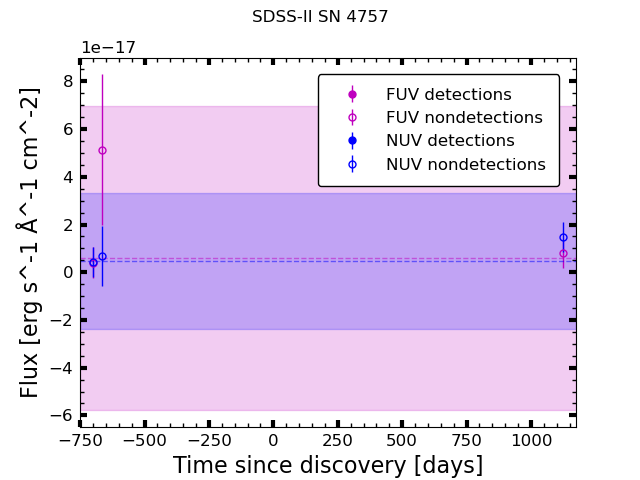 SDSS-II SN 4757
1e−17
FUV detections
FUV nondetections
NUV detections
NUV nondetections
8
6
4
2
0
−2
−4
−6
Flux [erg s^-1 Å^-1 cm^-2]
−750 −500 −250 0 250 500 750 1000
Time since discovery [days]